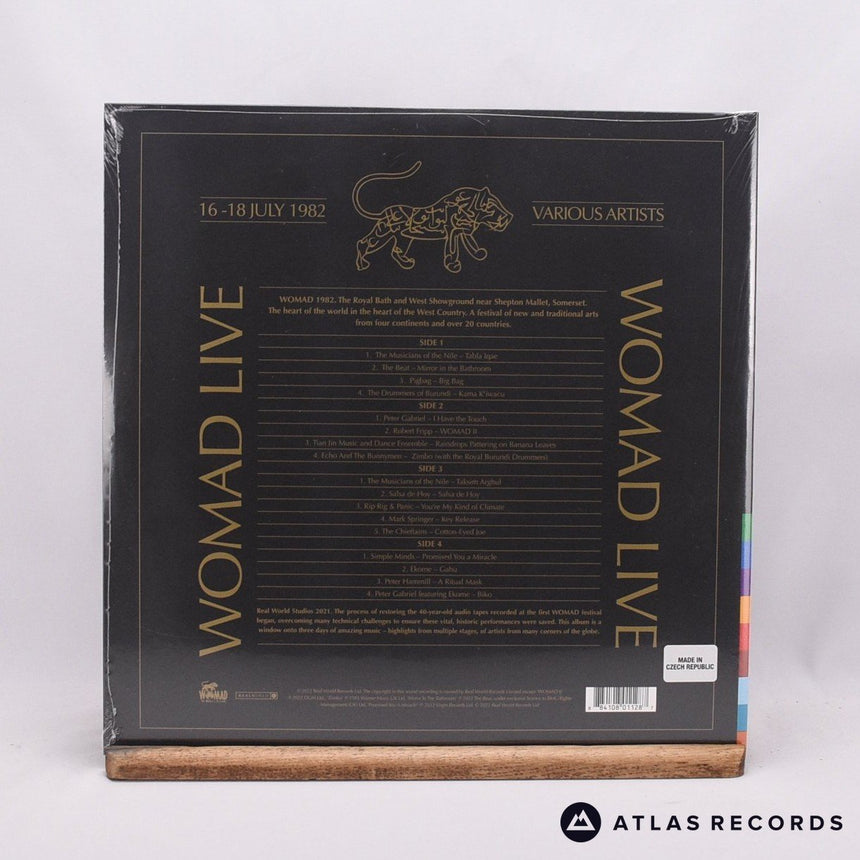 16 -18 JULY 1982
VARIOUS ARTISTS
WOMAD LIVE
WOMAD 1982. The Royal Bath and West Showground near Shepton Mallet, Somerset.
The heart of the world in the heart of the West Country. A festival of new and traditional arts
from four continents and over 20 countries.
SIDE 1
1. The Musicians of the Nile – Tabla Iqae
2. The Beat – Mirror in the Bathroom
3. Pigbag – Big Bag
4. The Drummers of Burundi – Kama K'iwacu
SIDE 2
1. Peter Gabriel – I Have the Touch
2. Robert Fripp – WOMAD II
3. Tian Jin Music and Dance Ensemble – Raindrops Pattering on Banana Leaves
4. Echo And The Bunnymen – Zimbo (with the Royal Burundi Drummers)
SIDE 3
1. The Musicians of the Nile – Taksim Arghul
2. Salsa de Hoy – Salsa de Hoy
3. Rip Rig & Panic – You're My Kind of Climate
4. Mark Springer – Key Release
5. The Chieftains – Cotton-Eyed Joe
SIDE 4
1. Simple Minds – Promised You a Miracle
2. Ekome – Gahu
3. Peter Hammill – A Ritual Mask
4. Peter Gabriel featuring Ekome – Biko
Real World Studios 2021. The process of restoring the 40-year-old audio tapes recorded at the first WOMAD festival
began, overcoming many technical challenges to ensure these vital, historic performances were saved. This album is a
window onto three days of amazing music – highlights from multiple stages, of artists from many corners of the globe.
WOMAD LIVE
MADE IN
CZECH REPUBLIC
WOMAD
REALWORLD
8 84108 01128 7
ATLAS RECORDS